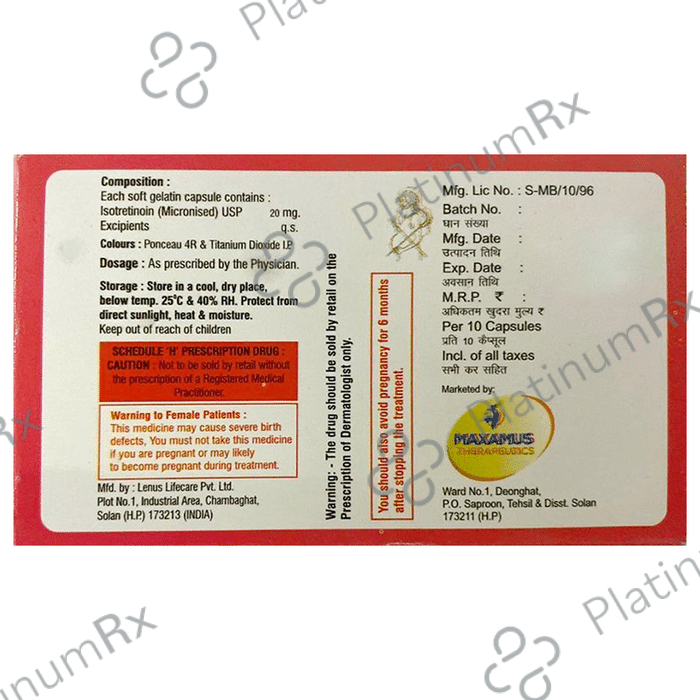 Composition :
Each soft gelatin capsule contains :
Isotretinoin (Micronised) USP 20 mg.
Excipients q.s.
Colours : Ponceau 4R & Titanium Dioxide I.P.
Dosage : As prescribed by the Physician.
Storage : Store in a cool, dry place,
below temp. 25°C & 40% RH. Protect from
direct sunlight, heat & moisture.
Keep out of reach of children
SCHEDULE 'H' PRESCRIPTION DRUG :
CAUTION : Not to be sold by retail without
the prescription of a Registered Medical
Practitioner.
Warning to Female Patients :
This medicine may cause severe birth
defects, You must not take this medicine
if you are pregnant or may likely
to become pregnant during treatment.
Mfd. by : Lenus Lifecare Pvt. Ltd.
Plot No.1, Industrial Area, Chambaghat,
Solan (H.P.) 173213 (INDIA)
Warning: - The drug should be sold by retail on the
Prescription of Dermatologist only.
You should also avoid pregnancy for 6 months
after stopping the treatment.
Mfg. Lic No. : S-MB/10/96
Batch No. :
घान संख्या
Mfg. Date :
उत्पादन तिथि
Exp. Date :
अवसान तिथि
M.R.P. ₹ :
अधिकतम खुदरा मुल्य ₹
Per 10 Capsules
प्रति 10 कैप्सूल
Incl. of all taxes
सभी कर सहित
Marketed by:
MAXAMUS
THERAPEUTICS
Ward No.1, Deonghat,
P.O. Saproon, Tehsil & Disst. Solan
173211 (H.P)
PlatinumRx
PlatinumRx
PlatinumRx
PlatinumRx
PlatinumRx